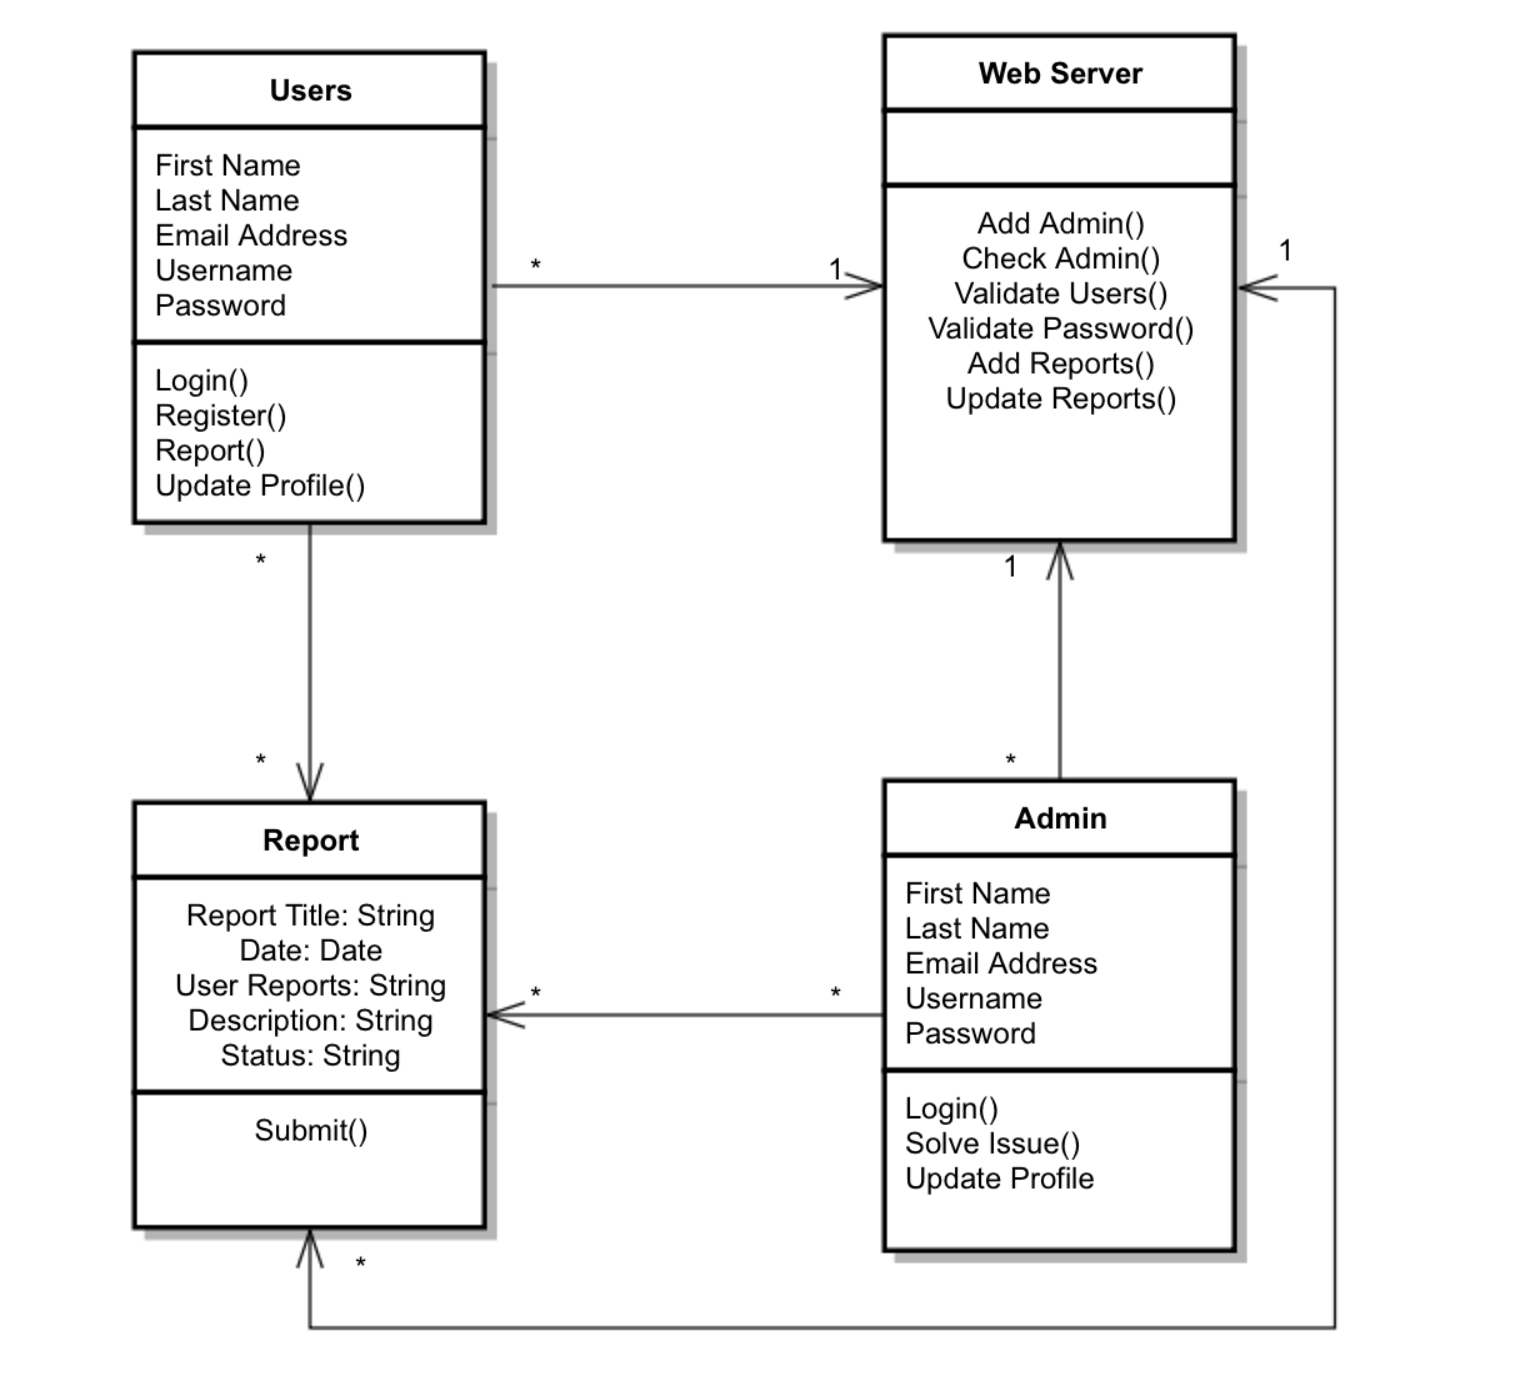 Users
First Name
Last Name
Email Address
Username
Password
Login()
Register()
Report()
Update Profile()
*
1
Web Server
Add Admin()
Check Admin()
Validate Users()
Validate Password()
Add Reports()
Update Reports()
1
*
*
1
*
Report
Report Title: String
Date: Date
User Reports: String
Description: String
Status: String
Submit()
*
*
*
Admin
First Name
Last Name
Email Address
Username
Password
Login()
Solve Issue()
Update Profile